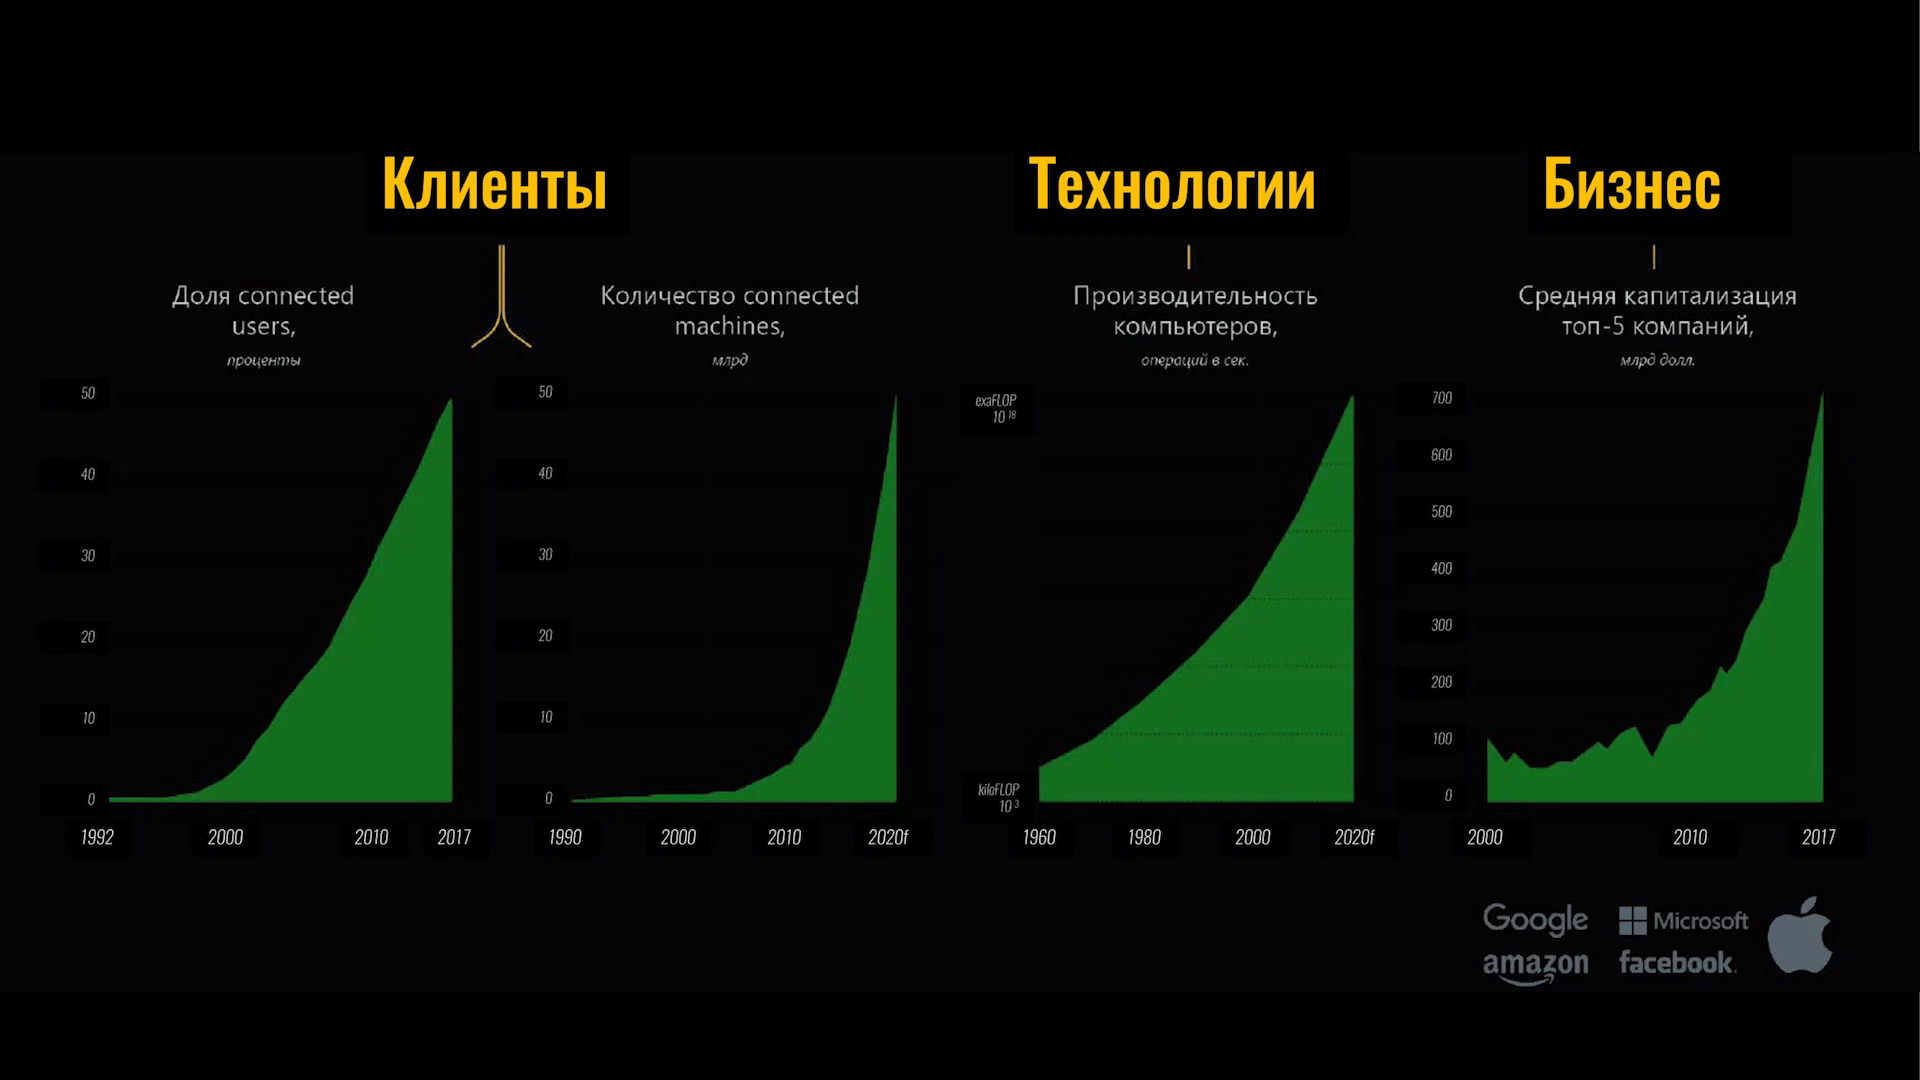 Клиенты
Технологии
Бизнес
Доля connected
users,
проценты
Количество connected
machines,
млрд
Производительность
компьютеров,
операций в сек.
Средняя капитализация
топ-5 компаний,
млрд долл.
50
40
30
20
10
0
1992 2000 2010 2017
50
40
30
20
10
0
1990 2000 2010 2020f
exaFLOP
10 18
kiloFLOP
10 3
1960 1980 2000 2020f
700
600
500
400
300
200
100
0
2000 2010 2017
Google
Microsoft
amazon
facebook.